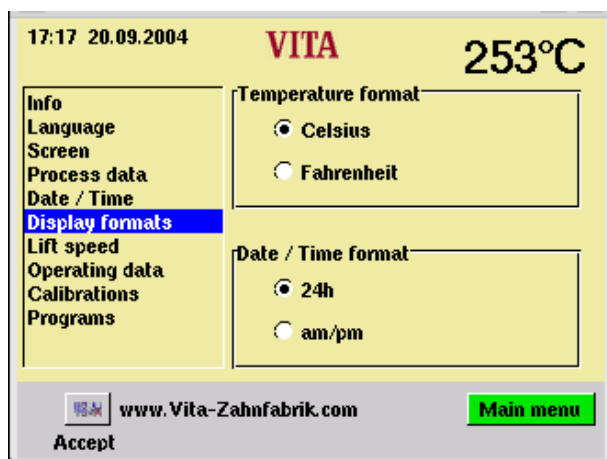 17:17 20.09.2004
VITA
253°C
Info
Language
Screen
Process data
Date / Time
Display formats
Lift speed
Operating data
Calibrations
Programs
Temperature format
Celsius
Fahrenheit
Date / Time format
24h
am/pm
www.Vita-Zahnfabrik.com
Main menu
Accept